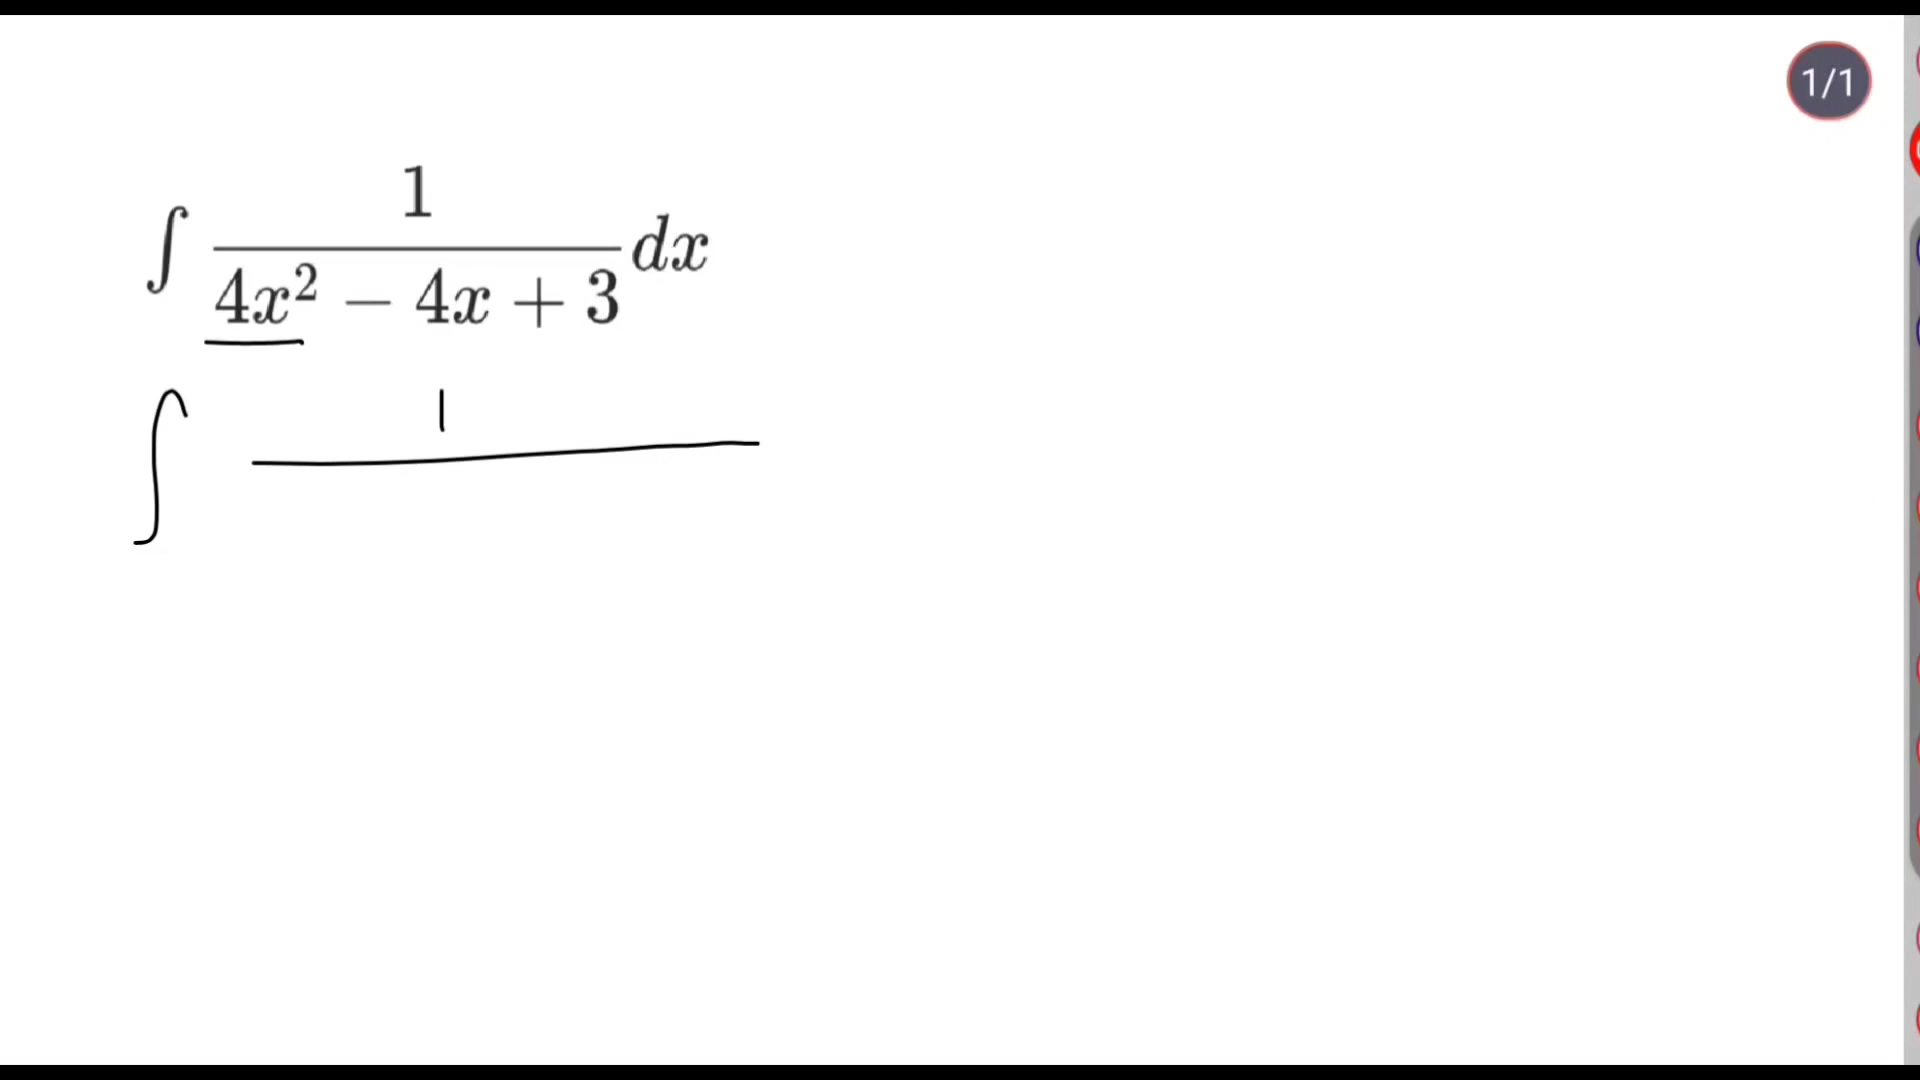 1/1
∫ 1/(4x² − 4x + 3) dx
∫ 1/